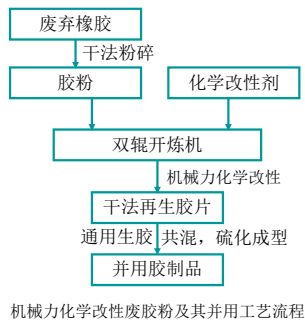 废弃橡胶
干法粉碎
胶粉
化学改性剂
双辊开炼机
机械力化学改性
干法再生胶片
通用生胶 共混，硫化成型
并用胶制品
机械力化学改性废胶粉及其并用工艺流程